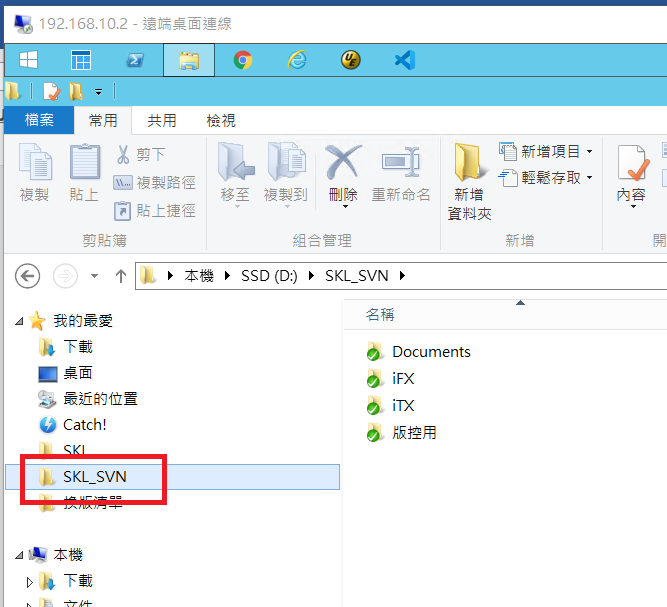 192.168.10.2 - 遠端桌面連線
檔案 常用 共用 檢視
複製 貼上 剪下 複製路徑 貼上捷徑 移至 複製到 刪除 重新命名 新增 資料夾 新增項目 輕鬆存取 內容
剪貼簿 組合管理 新增 開
本機 SSD (D:) SKL_SVN
我的最愛
下載
桌面
最近的位置
Catch!
SKL
SKL_SVN
換版清單
本機
下載
文件
名稱
Documents
iFX
iTX
版控用